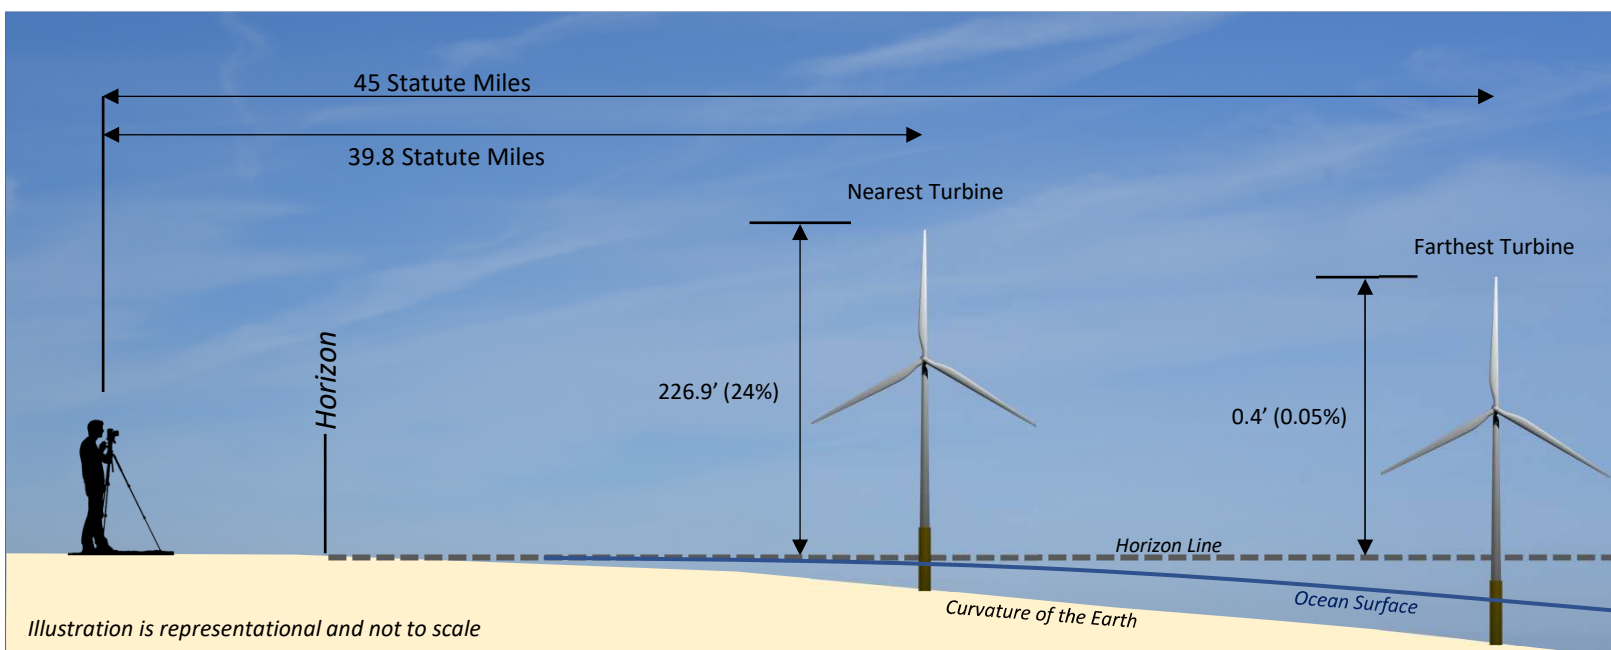 45 Statute Miles
39.8 Statute Miles
Nearest Turbine
Farthest Turbine
Horizon
226.9’ (24%)
0.4’ (0.05%)
Horizon Line
Ocean Surface
Curvature of the Earth
Illustration is representational and not to scale